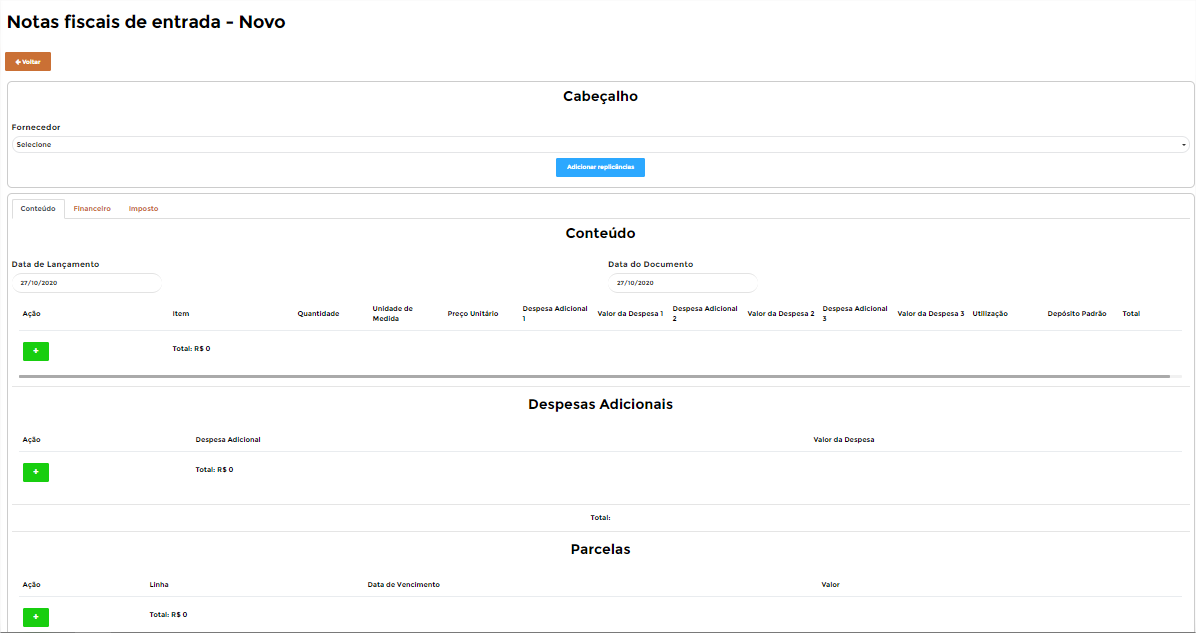 Notas fiscais de entrada - Novo
Voltar
Cabeçalho
Fornecedor
Selecione
Adicionar replicências
Conteúdo Financeiro Imposto
Conteúdo
Data de Lançamento Data do Documento
27/10/2020 27/10/2020
Ação Item Quantidade Unidade de Medida Preço Unitário Despesa Adicional 1 Valor da Despesa 1 Despesa Adicional 2 Valor da Despesa 2 Despesa Adicional 3 Valor da Despesa 3 Utilização Depósito Padrão Total
+ Total: R$ 0
Despesas Adicionais
Ação Despesa Adicional Valor da Despesa
+ Total: R$ 0
Total:
Parcelas
Ação Linha Data de Vencimento Valor
+ Total: R$ 0